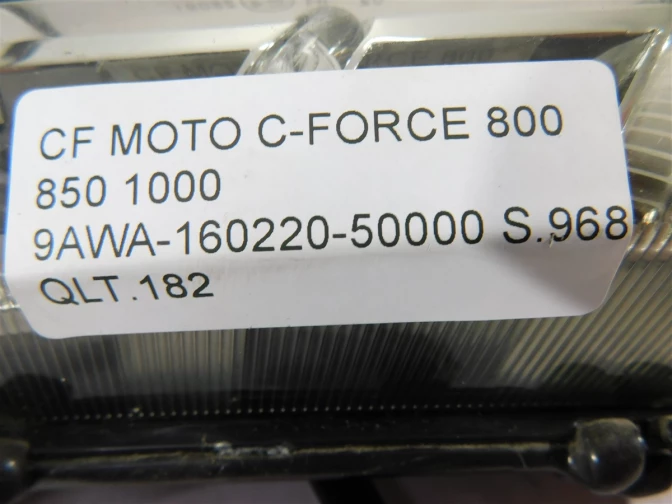 CF MOTO C-FORCE 800
850 1000
9AWA-160220-50000 S.968
QLT.182